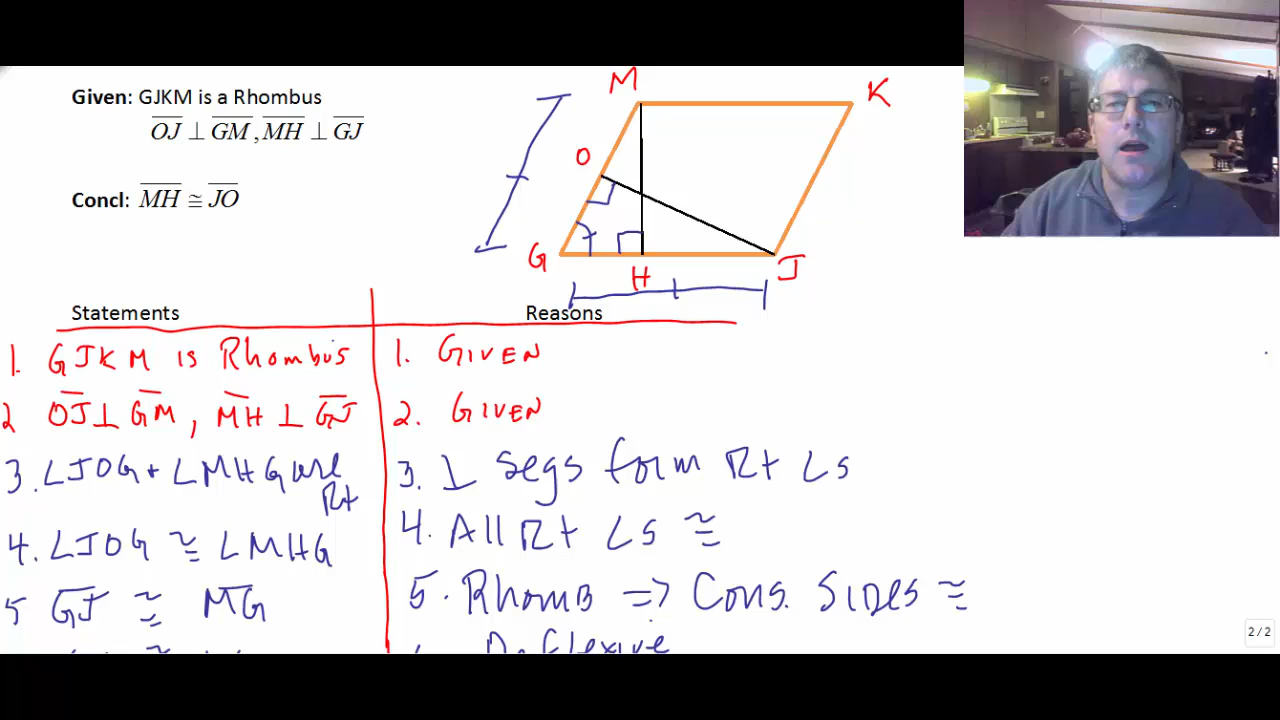 Given: GJKM is a Rhombus
OJ ⊥ GM, MH ⊥ GJ
Concl: MH ≅ JO
M
K
O
G
H
J
Statements Reasons
1. GJKM is Rhombus 1. GIVEN
2 OJ ⊥ GM, MH ⊥ GJ 2. GIVEN
3. ∠JOG + ∠MHG are Rt 3. ⊥ segs form Rt ∠s
4. ∠JOG ≅ ∠MHG 4. All Rt ∠s ≅
5 GJ ≅ MG 5. Rhomb => Cons. Sides ≅
Reflexive
2 / 2